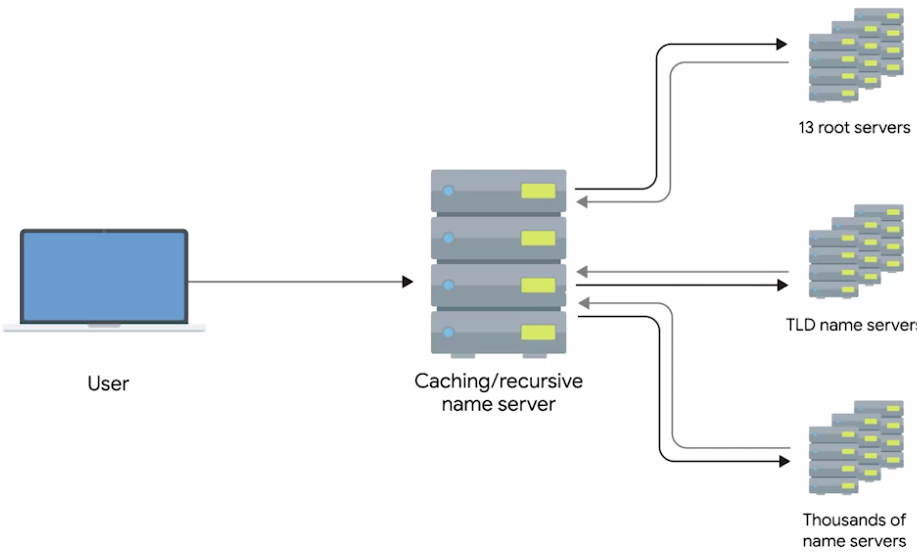 13 root servers
TLD name servers
User
Caching/recursive
name server
Thousands of
name servers